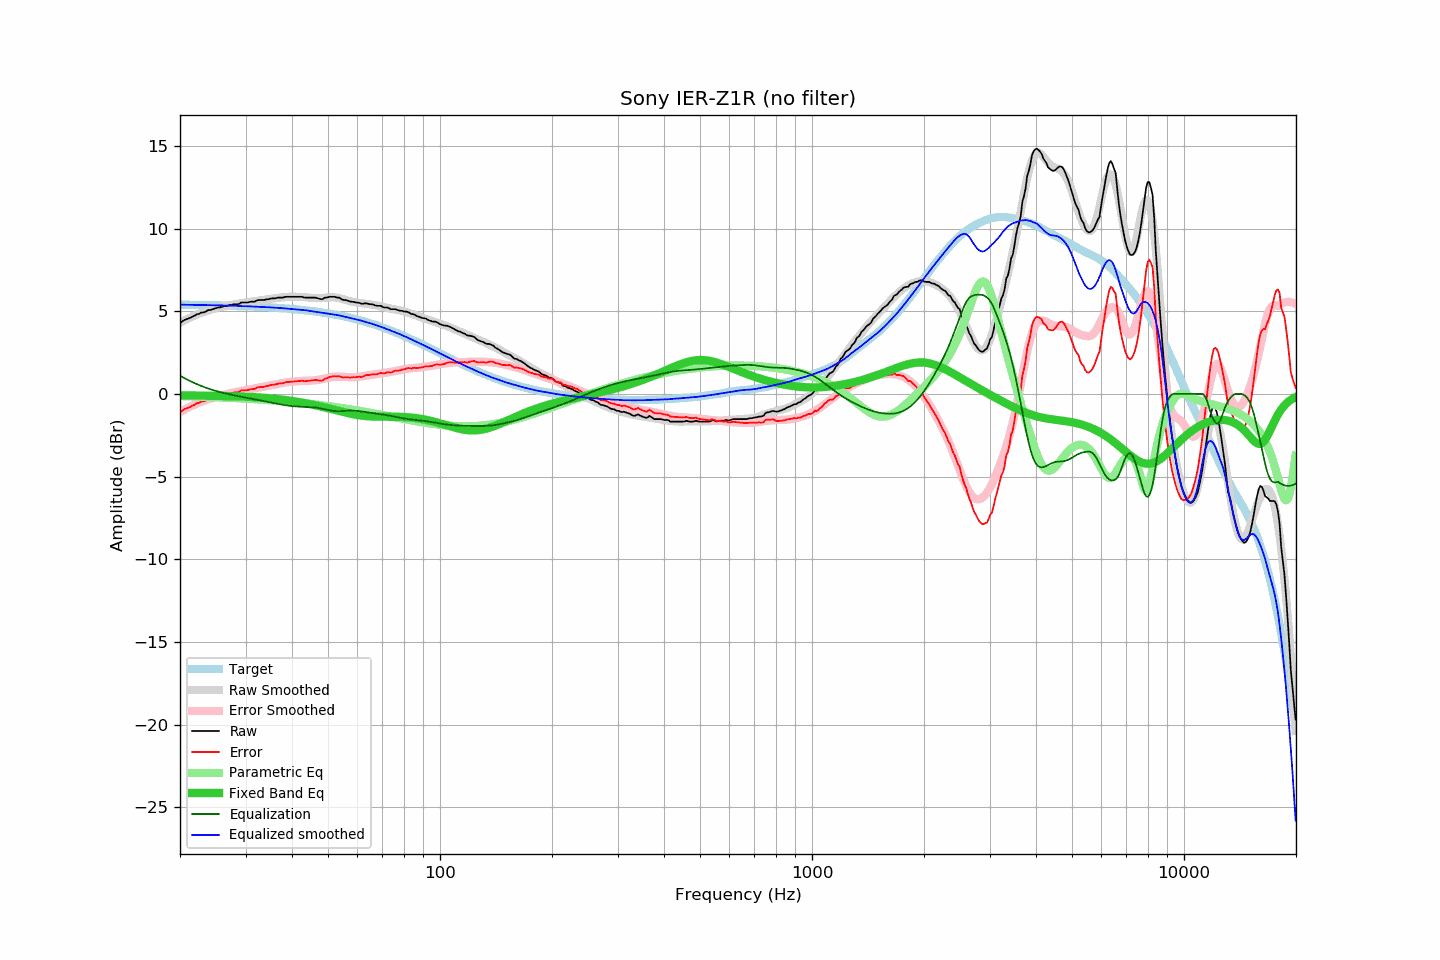 Sony IER-Z1R (no filter)
15
10
5
0
−5
−10
−15
−20
−25
Amplitude (dBr)
Target
Raw Smoothed
Error Smoothed
Raw
Error
Parametric Eq
Fixed Band Eq
Equalization
Equalized smoothed
100
1000
10000
Frequency (Hz)